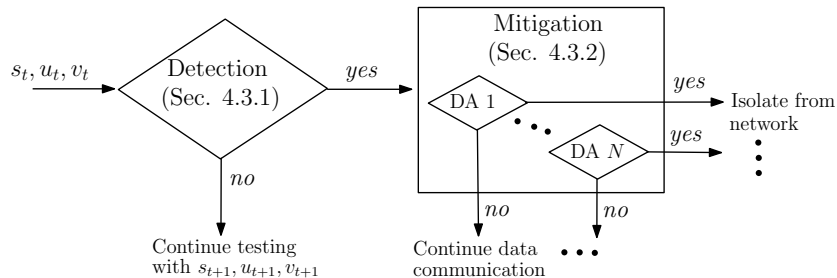 s_t, u_t, v_t
Detection
(Sec. 4.3.1)
yes
no
Continue testing
with s_{t+1}, u_{t+1}, v_{t+1}
Mitigation
(Sec. 4.3.2)
DA 1
yes
Isolate from
network
DA N
yes
no
Continue data
communication
no